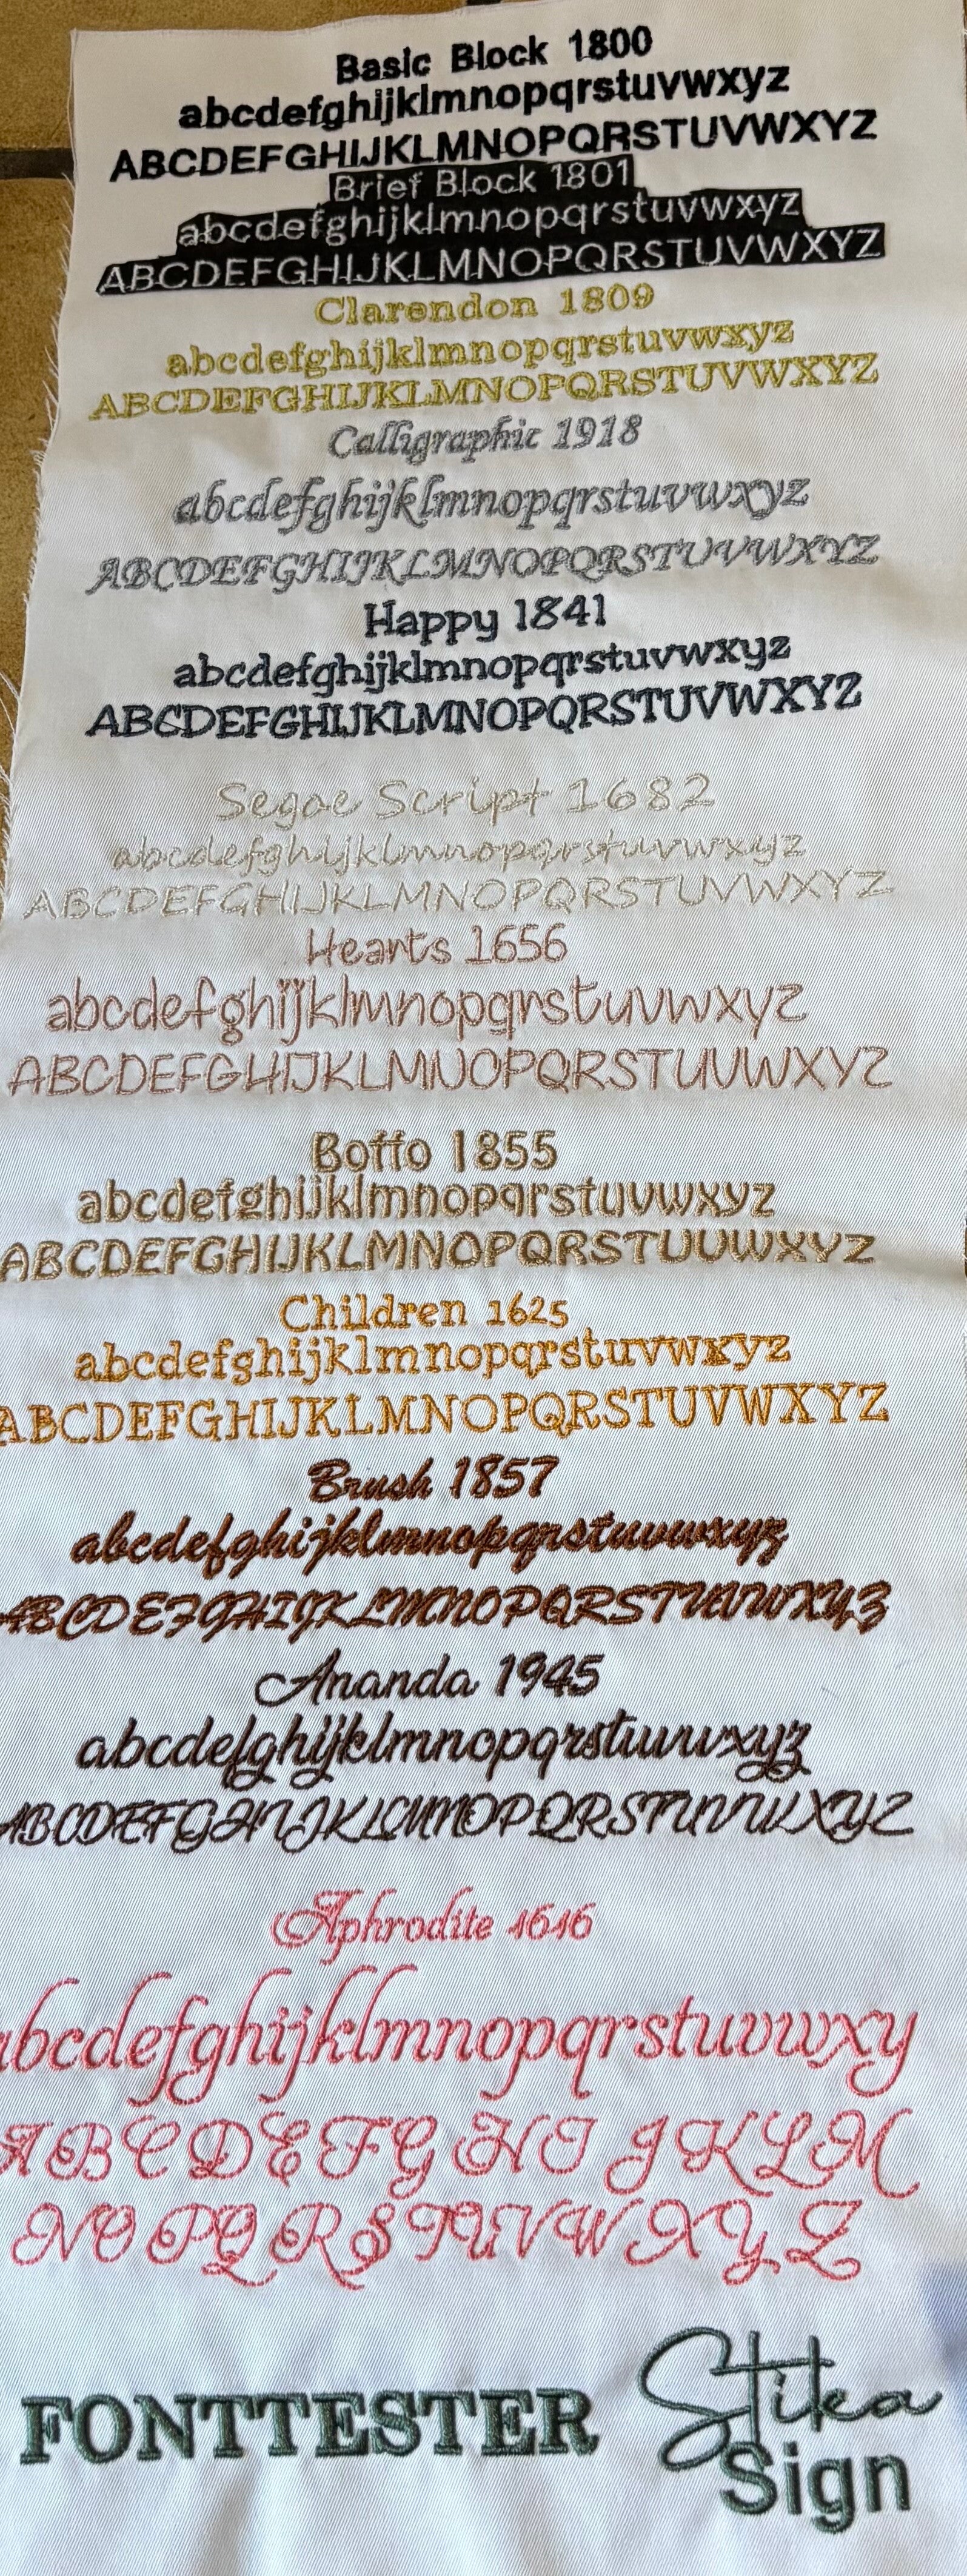 Basic Block 1800
abcdefghijklmnopqrstuvwxyz
ABCDEFGHIJKLMNOPQRSTUVWXYZ
Brief Block 1801
abcdefghijklmnopqrstuvwxyz
ABCDEFGHIJKLMNOPQRSTUVWXYZ
Clarendon 1809
abcdefghijklmnopqrstuvwxyz
ABCDEFGHIJKLMNOPQRSTUVWXYZ
Calligraphic 1918
abcdefghijklmnopqrstuvwxyz
ABCDEFGHIJKLMNOPQRSTUVWXYZ
Happy 1841
abcdefghijklmnopqrstuvwxyz
ABCDEFGHIJKLMNOPQRSTUVWXYZ
Segoe Script 1682
abcdefghijklmnopqrstuvwxyz
ABCDEFGHIJKLMNOPQRSTUVWXYZ
Hearts 1656
abcdefghijklmnopqrstuvwxyz
ABCDEFGHIJKLMNOPQRSTUVWXYZ
Boffo 1855
abcdefghijklmnopqrstuvwxyz
ABCDEFGHIJKLMNOPQRSTUVWXYZ
Children 1625
abcdefghijklmnopqrstuvwxyz
ABCDEFGHIJKLMNOPQRSTUVWXYZ
Brush 1857
abcdefghijklmnopqrstuvwxyz
ABCDEFGHIJKLMNOPQRSTUVWXYZ
Ananda 1945
abcdefghijklmnopqrstuvwxyz
ABCDEFGHIJKLMNOPQRSTUVWXYZ
Aphrodite 1616
abcdefghijklmnopqrstuvwxy
ABCDEFGHIJKLM
NOPQRSTUVWXYZ
FONTTESTER Stika
Sign